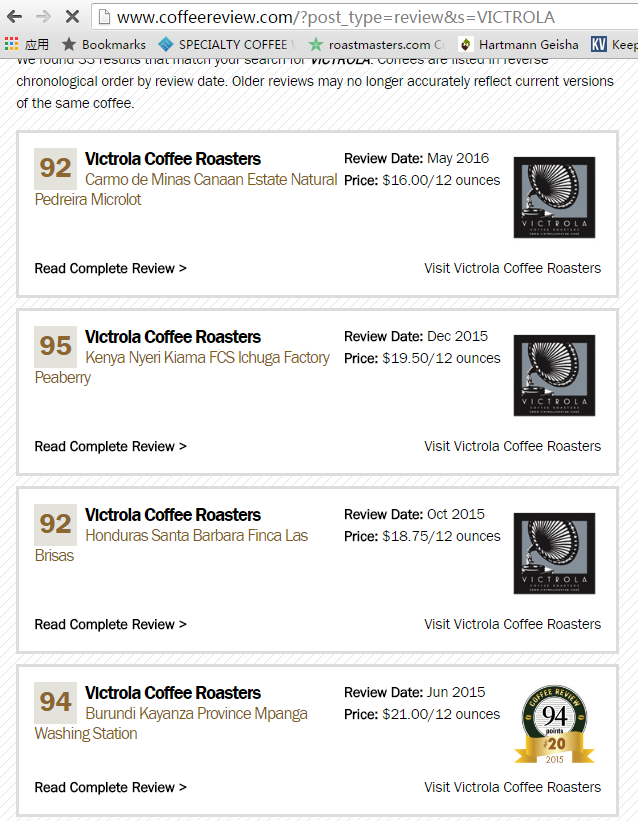 www.coffeereview.com/?post_type=review&s=VICTROLA
应用 Bookmarks SPECIALTY COFFEE roastmasters.com Hartmann Geisha KV Keep
We found 33 results that match your search for VICTROLA. Coffees are listed in reverse
chronological order by review date. Older reviews may no longer accurately reflect current versions
of the same coffee.
92 Victrola Coffee Roasters
Carmo de Minas Canaan Estate Natural
Pedreira Microlot
Review Date: May 2016
Price: $16.00/12 ounces
VICTROLA
COFFEE ROASTERS
Read Complete Review >
Visit Victrola Coffee Roasters
95 Victrola Coffee Roasters
Kenya Nyeri Kiama FCS Ichuga Factory
Peaberry
Review Date: Dec 2015
Price: $19.50/12 ounces
VICTROLA
COFFEE ROASTERS
Read Complete Review >
Visit Victrola Coffee Roasters
92 Victrola Coffee Roasters
Honduras Santa Barbara Finca Las
Brisas
Review Date: Oct 2015
Price: $18.75/12 ounces
VICTROLA
COFFEE ROASTERS
Read Complete Review >
Visit Victrola Coffee Roasters
94 Victrola Coffee Roasters
Burundi Kayanza Province Mpanga
Washing Station
Review Date: Jun 2015
Price: $21.00/12 ounces
COFFEE REVIEW
94
points
#20
2015
Read Complete Review >
Visit Victrola Coffee Roasters